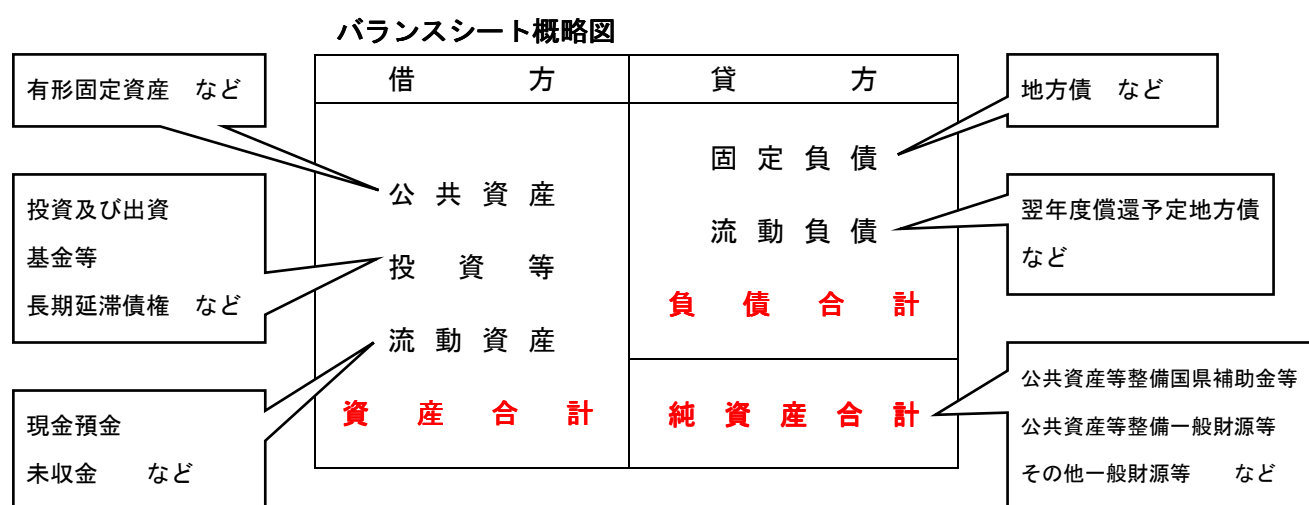 バランスシート概略図
借方
貸方
有形固定資産 など
投資及び出資
基金等
長期延滞債権 など
現金預金
未収金 など
公共資産
投資等
流動資産
資産合計
固定負債
流動負債
負債合計
純資産合計
地方債 など
翌年度償還予定地方債
など
公共資産等整備国県補助金等
公共資産等整備一般財源等
その他一般財源等 など